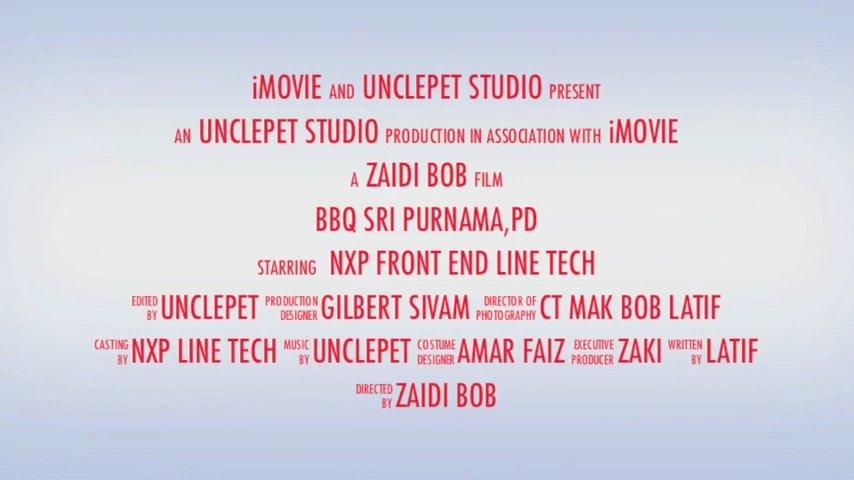 iMOVIE AND UNCLEPET STUDIO PRESENT
AN UNCLEPET STUDIO PRODUCTION IN ASSOCIATION WITH iMOVIE
A ZAIDI BOB FILM
BBQ SRI PURNAMA,PD
STARRING NXP FRONT END LINE TECH
EDITED BY UNCLEPET PRODUCTION DESIGNER GILBERT SIVAM DIRECTOR OF PHOTOGRAPHY CT MAK BOB LATIF
CASTING BY NXP LINE TECH MUSIC BY UNCLEPET COSTUME DESIGNER AMAR FAIZ EXECUTIVE PRODUCER ZAKI WRITTEN BY LATIF
DIRECTED BY ZAIDI BOB